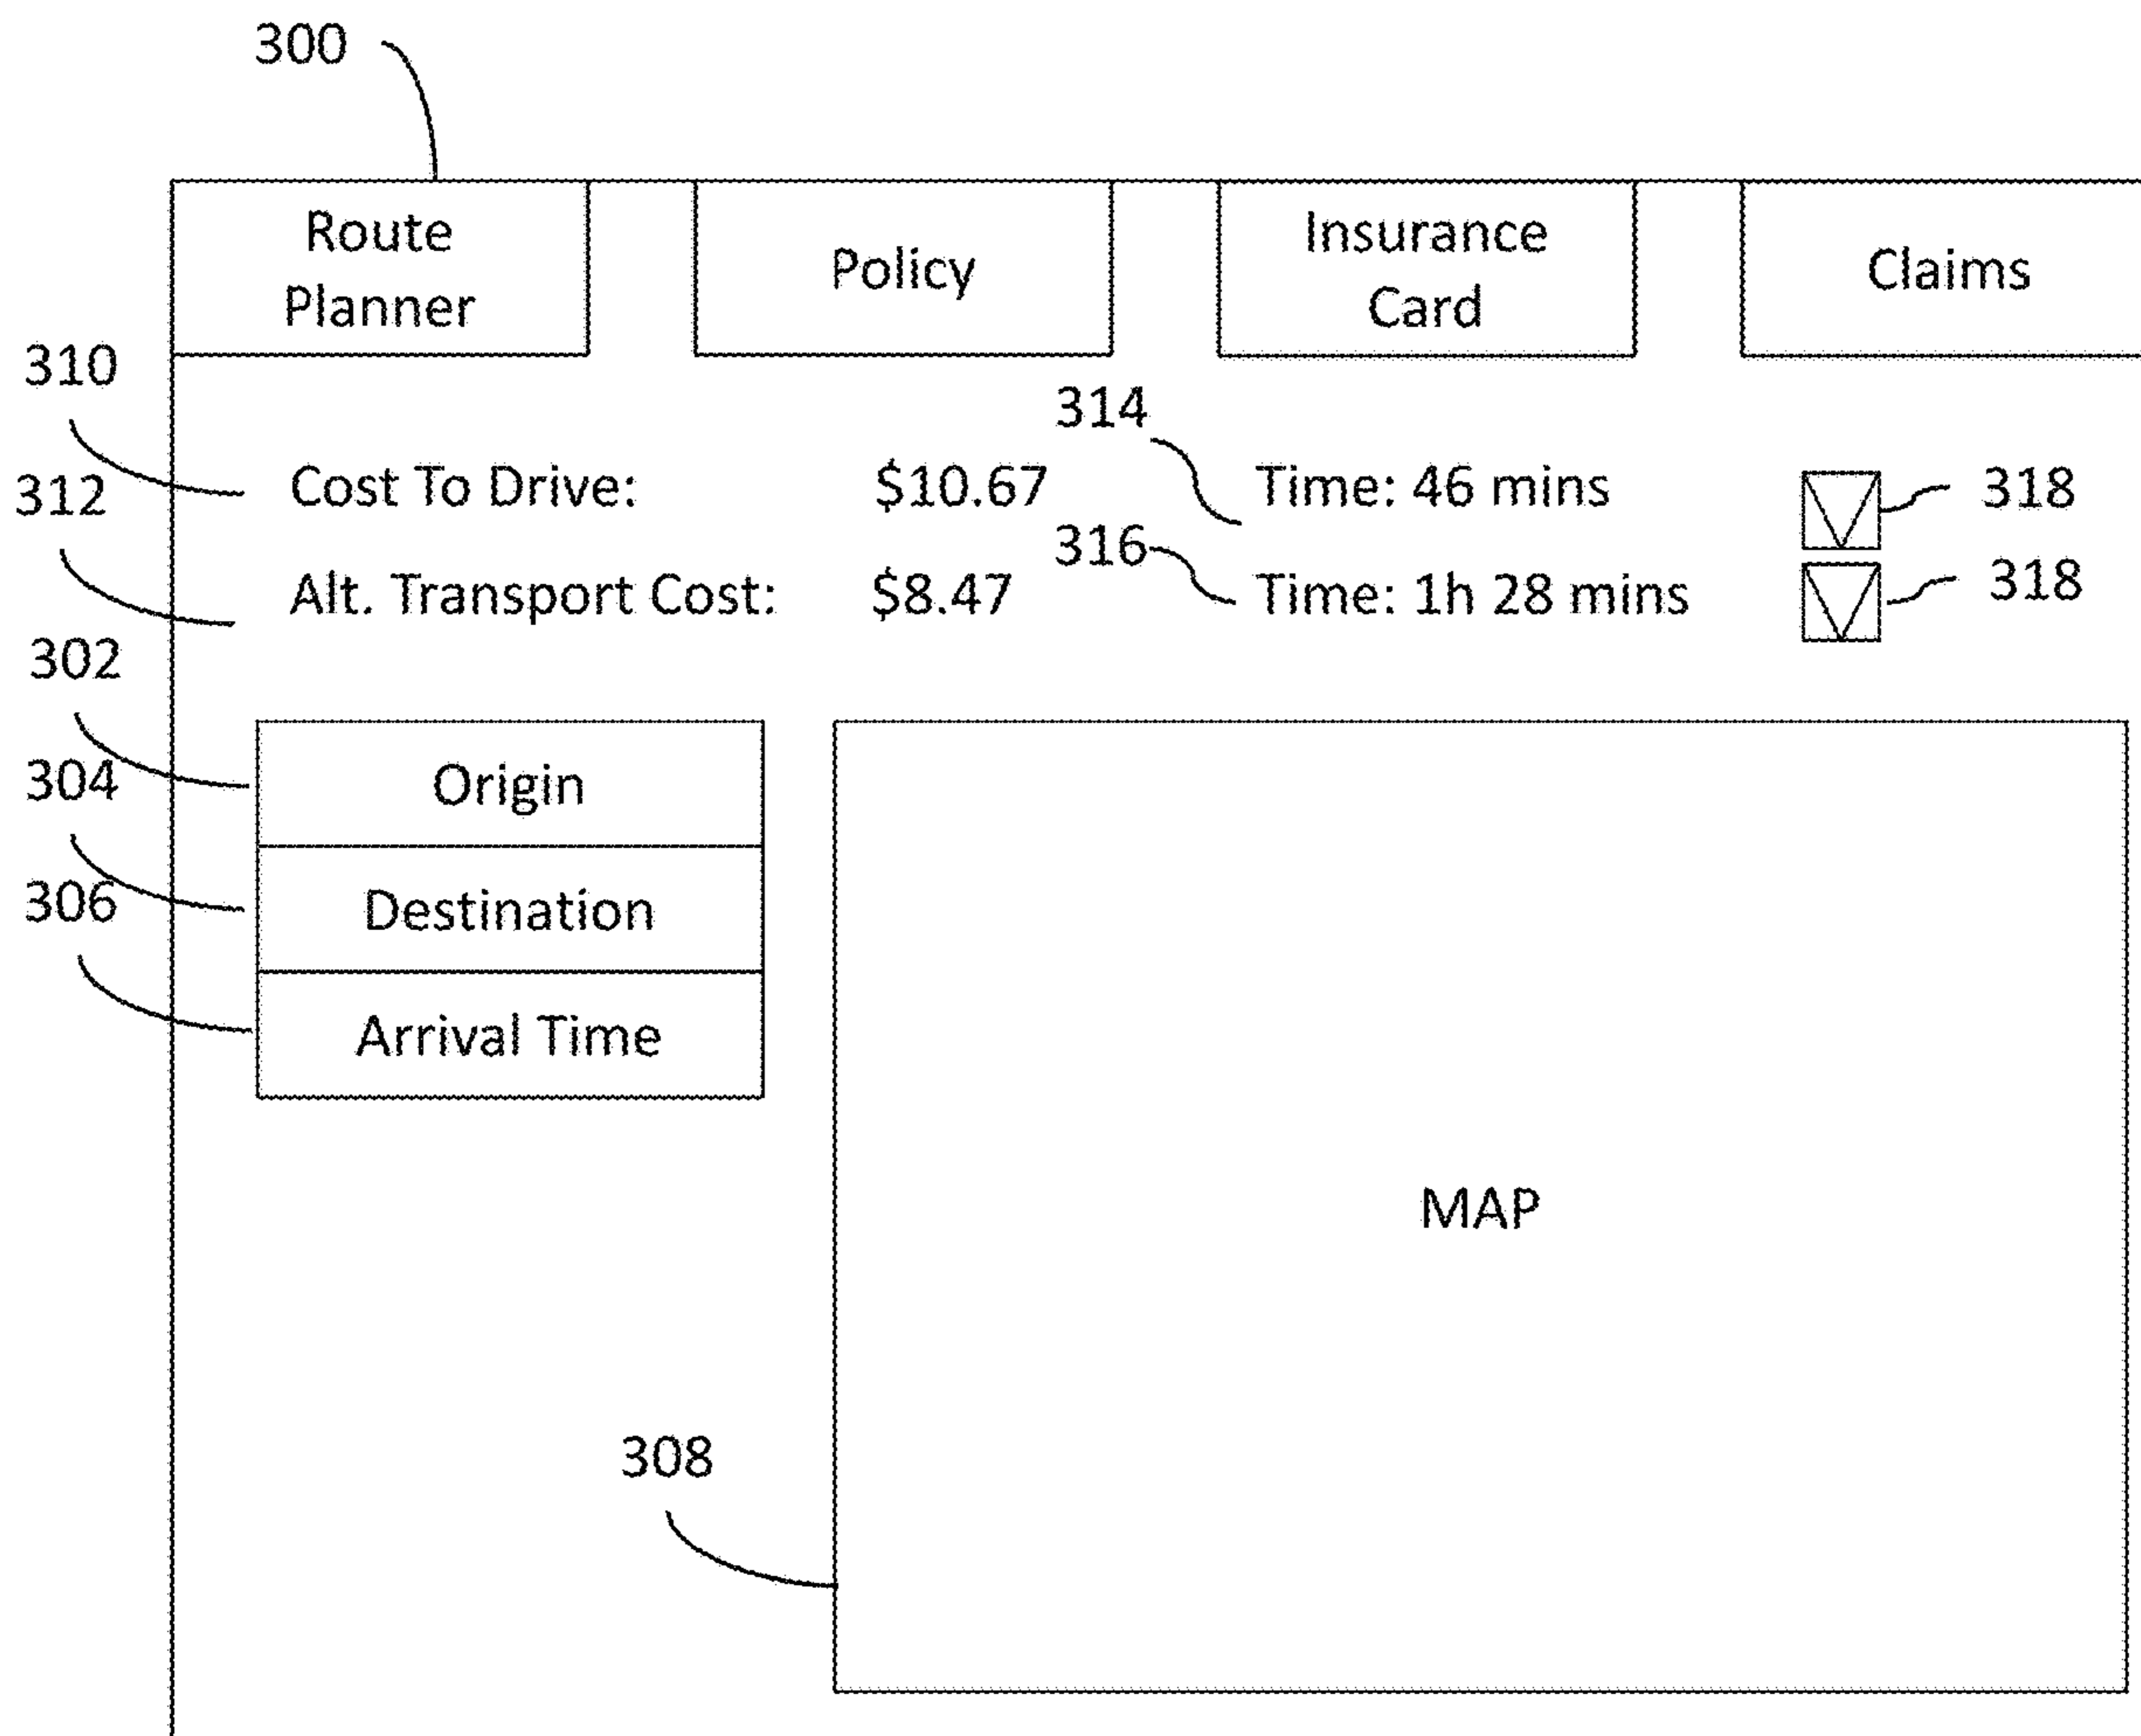 300
Route
Planner
Policy
Insurance
Card
Claims
310
314
Cost To Drive: $10.67 Time: 46 mins 318
312
316
Alt. Transport Cost: $8.47 Time: 1h 28 mins 318
302
Origin
304
Destination
306
Arrival Time
MAP
308